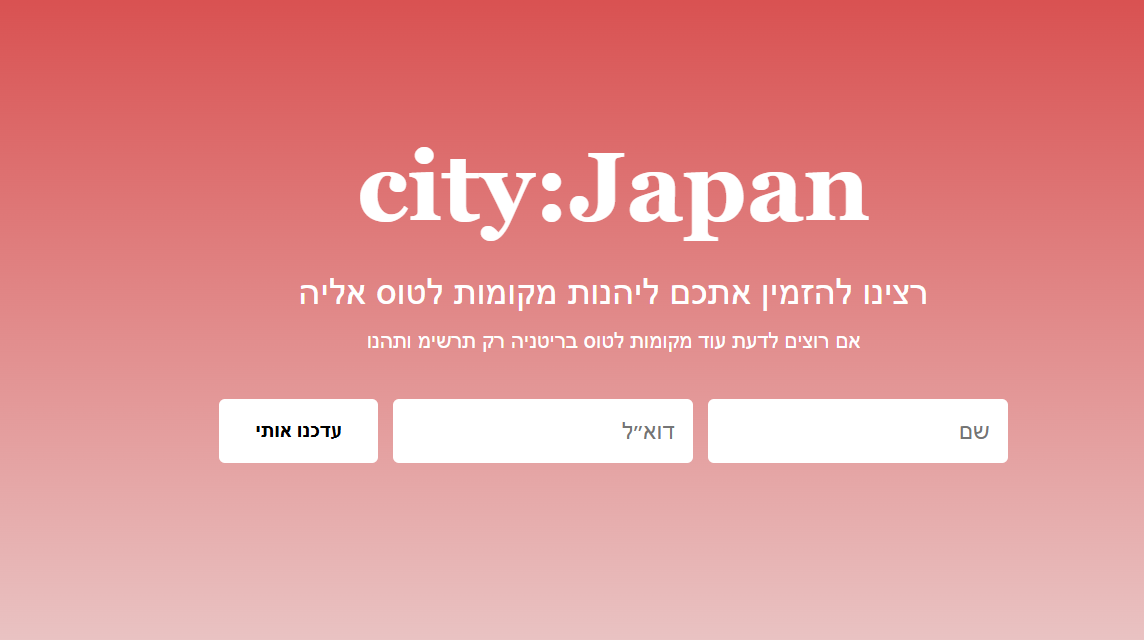 city:Japan
רצינו להזמין אתכם ליהנות מקומות לטוס אליה
אם רוצים לדעת עוד מקומות לטוס בריטניה רק תרשימ ותהנו
שם
דוא״ל
עדכנו אותי